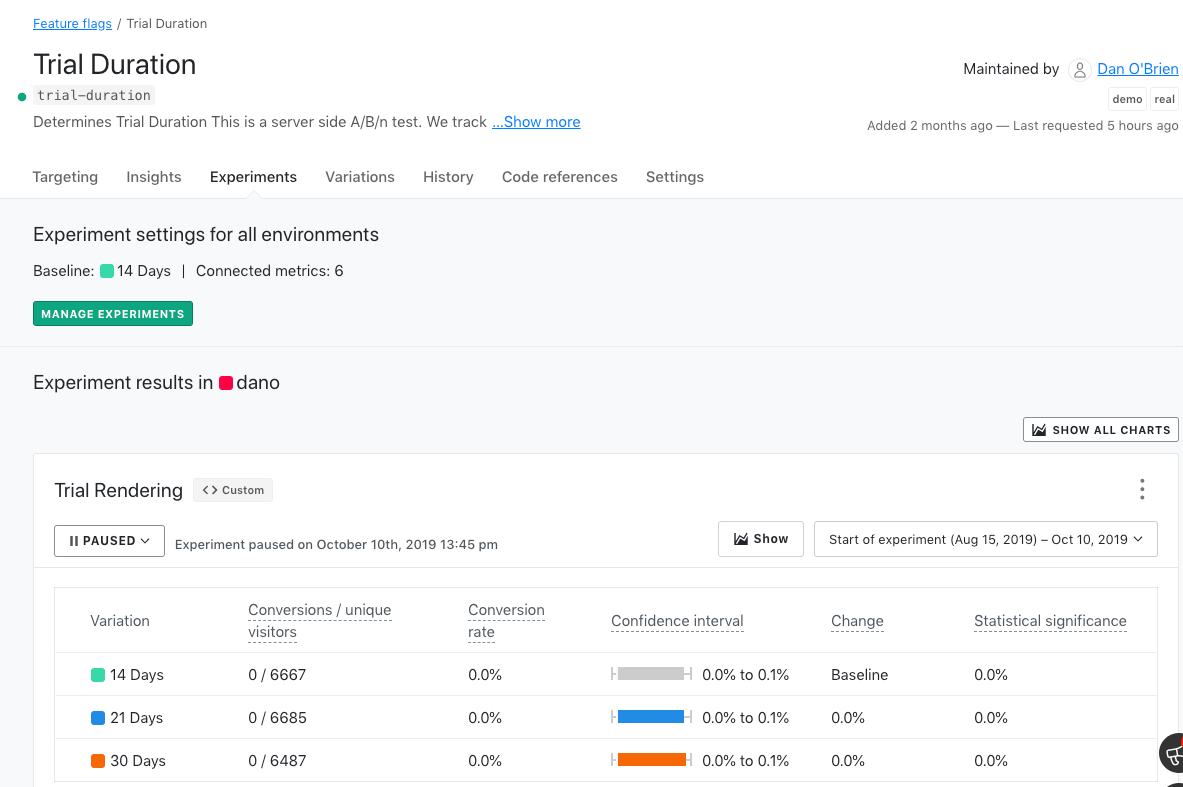 Feature flags / Trial Duration
Trial Duration
Maintained by Dan O'Brien
trial-duration
demo real
Determines Trial Duration This is a server side A/B/n test. We track ...Show more
Added 2 months ago — Last requested 5 hours ago
Targeting Insights Experiments Variations History Code references Settings
Experiment settings for all environments
Baseline: 14 Days | Connected metrics: 6
MANAGE EXPERIMENTS
Experiment results in dano
SHOW ALL CHARTS
Trial Rendering <> Custom
PAUSED Experiment paused on October 10th, 2019 13:45 pm Show Start of experiment (Aug 15, 2019) – Oct 10, 2019
Variation Conversions / unique visitors Conversion rate Confidence interval Change Statistical significance
14 Days 0 / 6667 0.0% 0.0% to 0.1% Baseline 0.0%
21 Days 0 / 6685 0.0% 0.0% to 0.1% 0.0% 0.0%
30 Days 0 / 6487 0.0% 0.0% to 0.1% 0.0% 0.0%